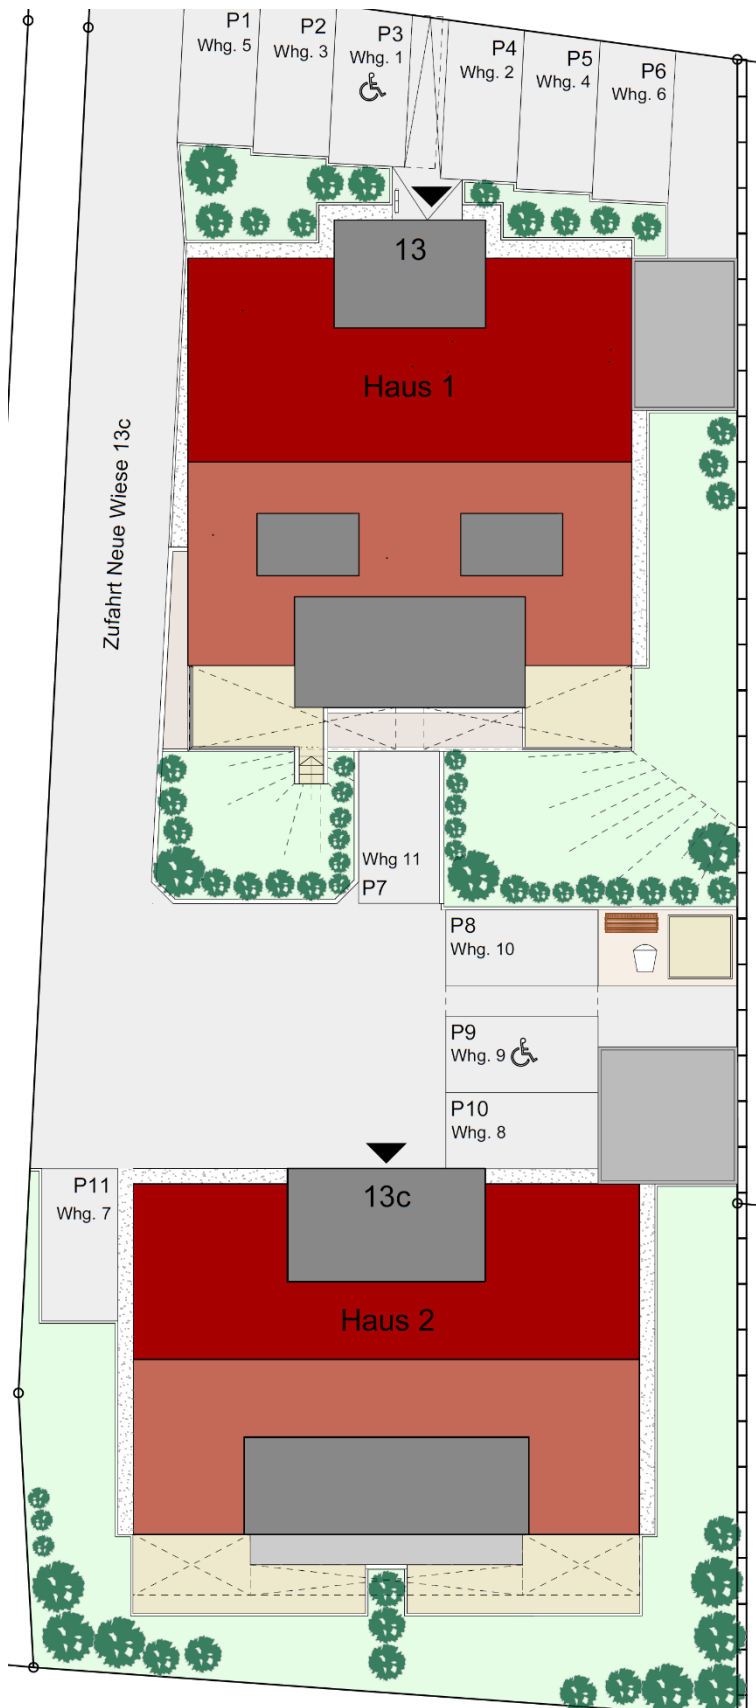 P1
Whg. 5
P2
Whg. 3
P3
Whg. 1
P4
Whg. 2
P5
Whg. 4
P6
Whg. 6
13
Haus 1
Zufahrt Neue Wiese 13c
Whg 11
P7
P8
Whg. 10
P9
Whg. 9
P10
Whg. 8
P11
Whg. 7
13c
Haus 2